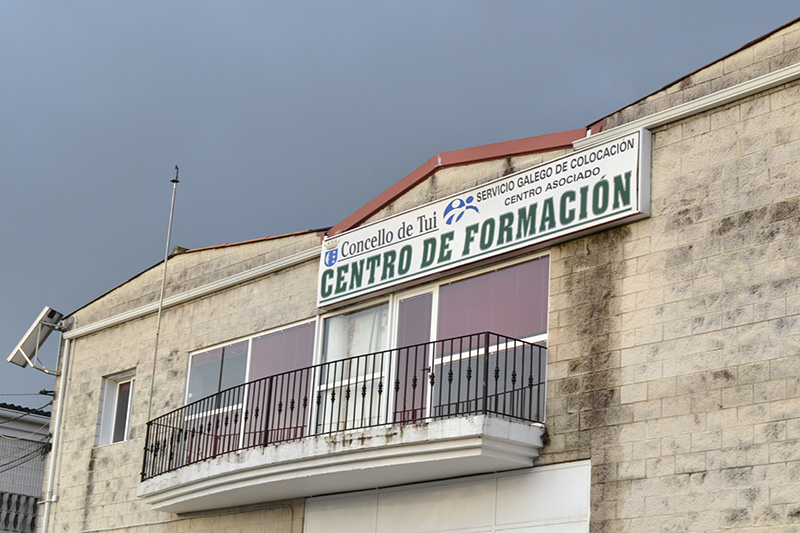 Concello de Tui
SERVICIO GALEGO DE COLOCACIÓN
CENTRO ASOCIADO
CENTRO DE FORMACIÓN